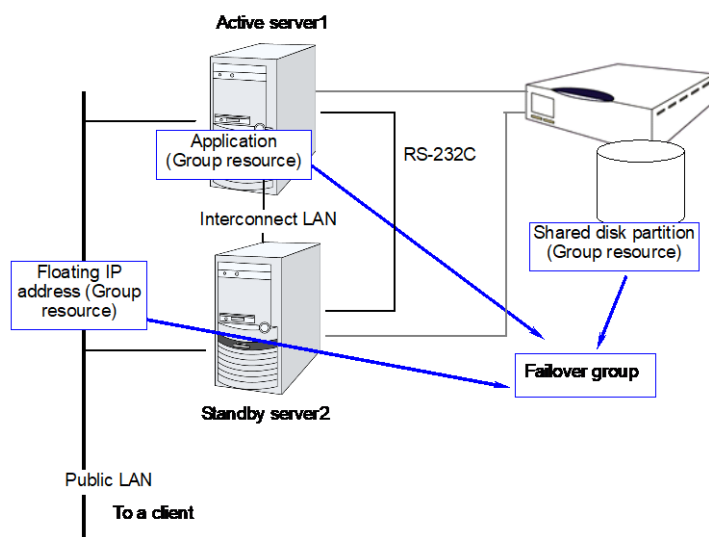 Active server1
Application
(Group resource)
RS-232C
Interconnect LAN
Shared disk partition
(Group resource)
Floating IP
address (Group
resource)
Failover group
Standby server2
Public LAN
To a client